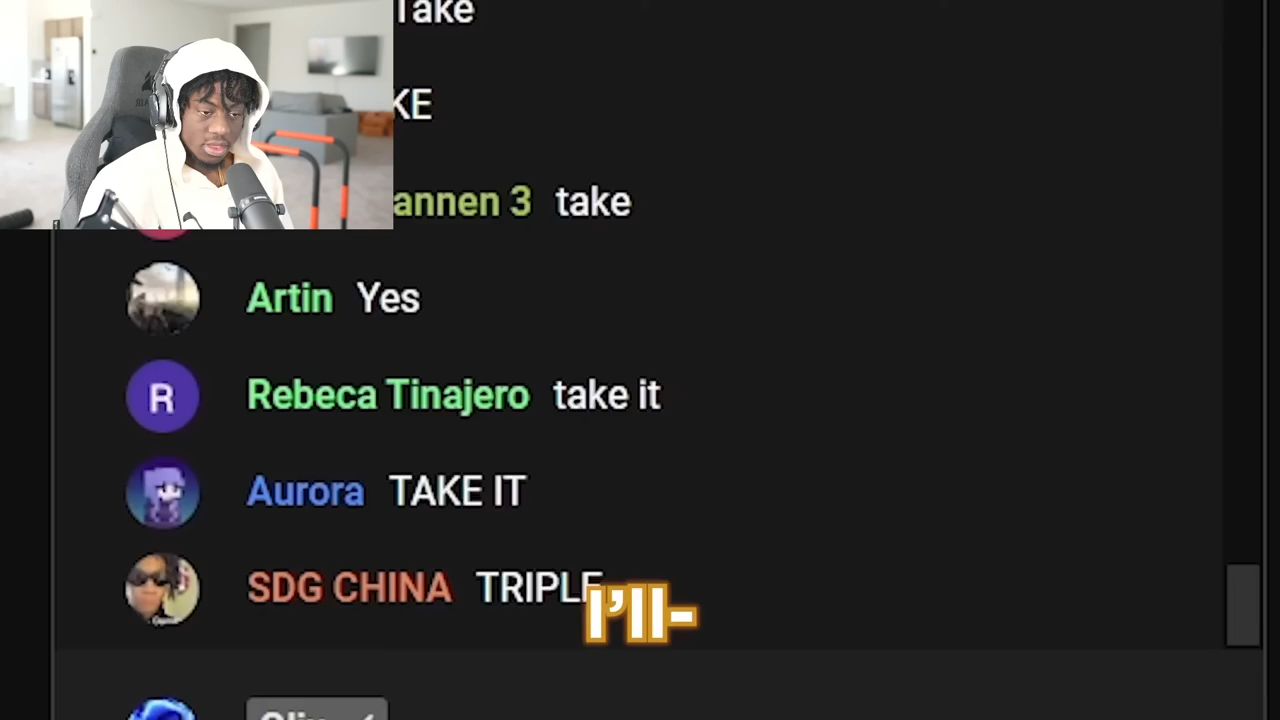 Take
KE
annen 3 take
Artin Yes
R Rebeca Tinajero take it
Aurora TAKE IT
SDG CHINA TRIPLE
I'll-